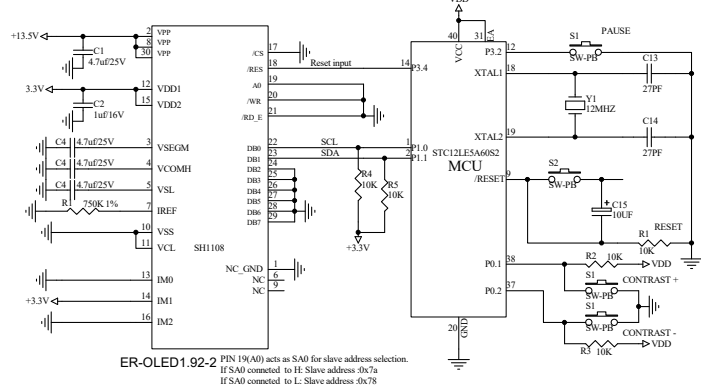 +13.5V
C1
4.7uf/25V
2 VPP
8 VPP
30 VPP
3.3V
C2
1uf/16V
12 VDD1
15 VDD2
C4 4.7uf/25V 3 VSEGM
C4 4.7uf/25V 4 VCOMH
C4 4.7uf/25V 5 VSL
R1 750K 1% 7 IREF
10 VSS
11 VCL
SH1108
13 IM0
+3.3V 14 IM1
16 IM2
/CS 17
/RES 18 Reset input
A0 19
/WR 20
/RD_E 21
DB0 22 SCL
DB1 23 SDA
DB2 24
DB3 25
DB4 26
DB5 27
DB6 28
DB7 29
R4
10K
R5
10K
+3.3V
NC_GND 1
NC 6
NC 9
ER-OLED1.92-2
PIN 19(A0) acts as SA0 for slave address selection.
If SA0 conneted to H: Slave address :0x7a
If SA0 conneted to L: Slave address :0x78
VDD
40 VCC
31 EA
14 P3.4
1 P1.0
2 P1.1
STC12LE5A60S2
MCU
20 GND
P3.2 12
S1
SW-PB
PAUSE
XTAL1 18
C13
27PF
Y1
12MHZ
XTAL2 19
C14
27PF
/RESET 9
S2
SW-PB
+
C15
10UF
RESET
R1
10K
P0.1 38
R2 10K VDD
S1
SW-PB
CONTRAST +
P0.2 37
S1
SW-PB
CONTRAST -
R3 10K VDD